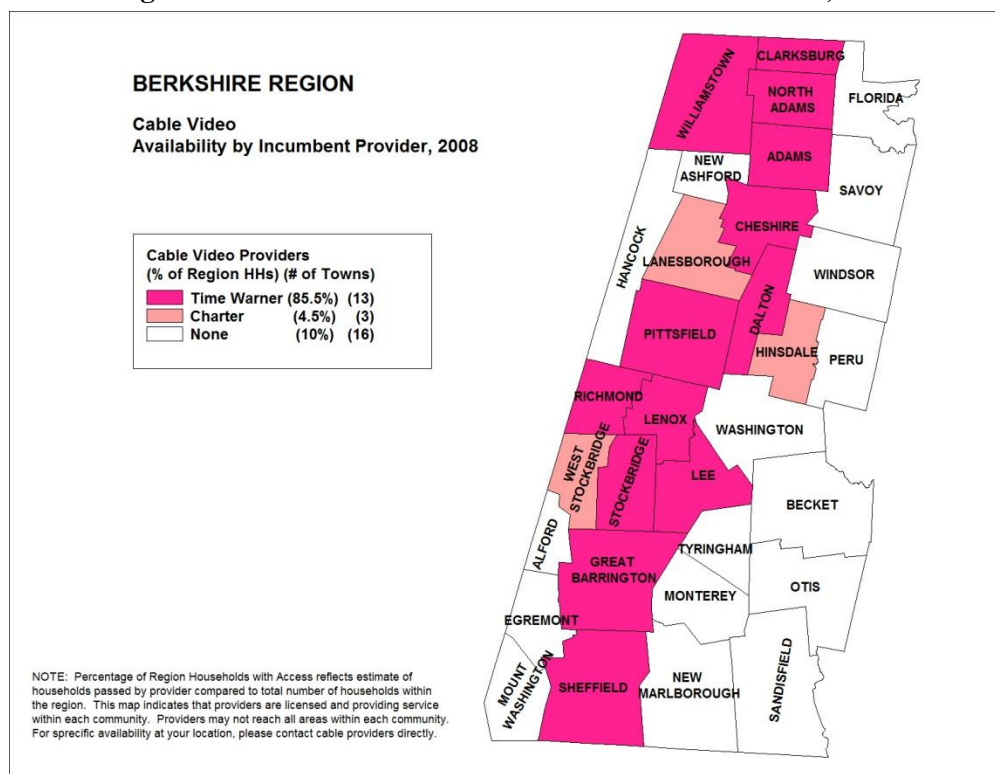 BERKSHIRE REGION
Cable Video
Availability by Incumbent Provider, 2008
Cable Video Providers
(% of Region HHs) (# of Towns)
Time Warner (85.5%) (13)
Charter (4.5%) (3)
None (10%) (16)
CLARKSBURG
WILLIAMSTOWN
NORTH
ADAMS
FLORIDA
ADAMS
NEW
ASHFORD
SAVOY
CHESHIRE
HANCOCK
LANESBOROUGH
WINDSOR
DALTON
PITTSFIELD
HINSDALE
PERU
RICHMOND
LENOX
WASHINGTON
WEST
STOCKBRIDGE
STOCKBRIDGE
LEE
BECKET
ALFORD
TYRINGHAM
GREAT
BARRINGTON
OTIS
MONTEREY
EGREMONT
MOUNT
WASHINGTON
SHEFFIELD
NEW
MARLBOROUGH
SANDISFIELD
NOTE: Percentage of Region Households with Access reflects estimate of
households passed by provider compared to total number of households within
the region. This map indicates that providers are licensed and providing service
within each community. Providers may not reach all areas within each community.
For sprecific availability at your location, please contact cable providers directly.